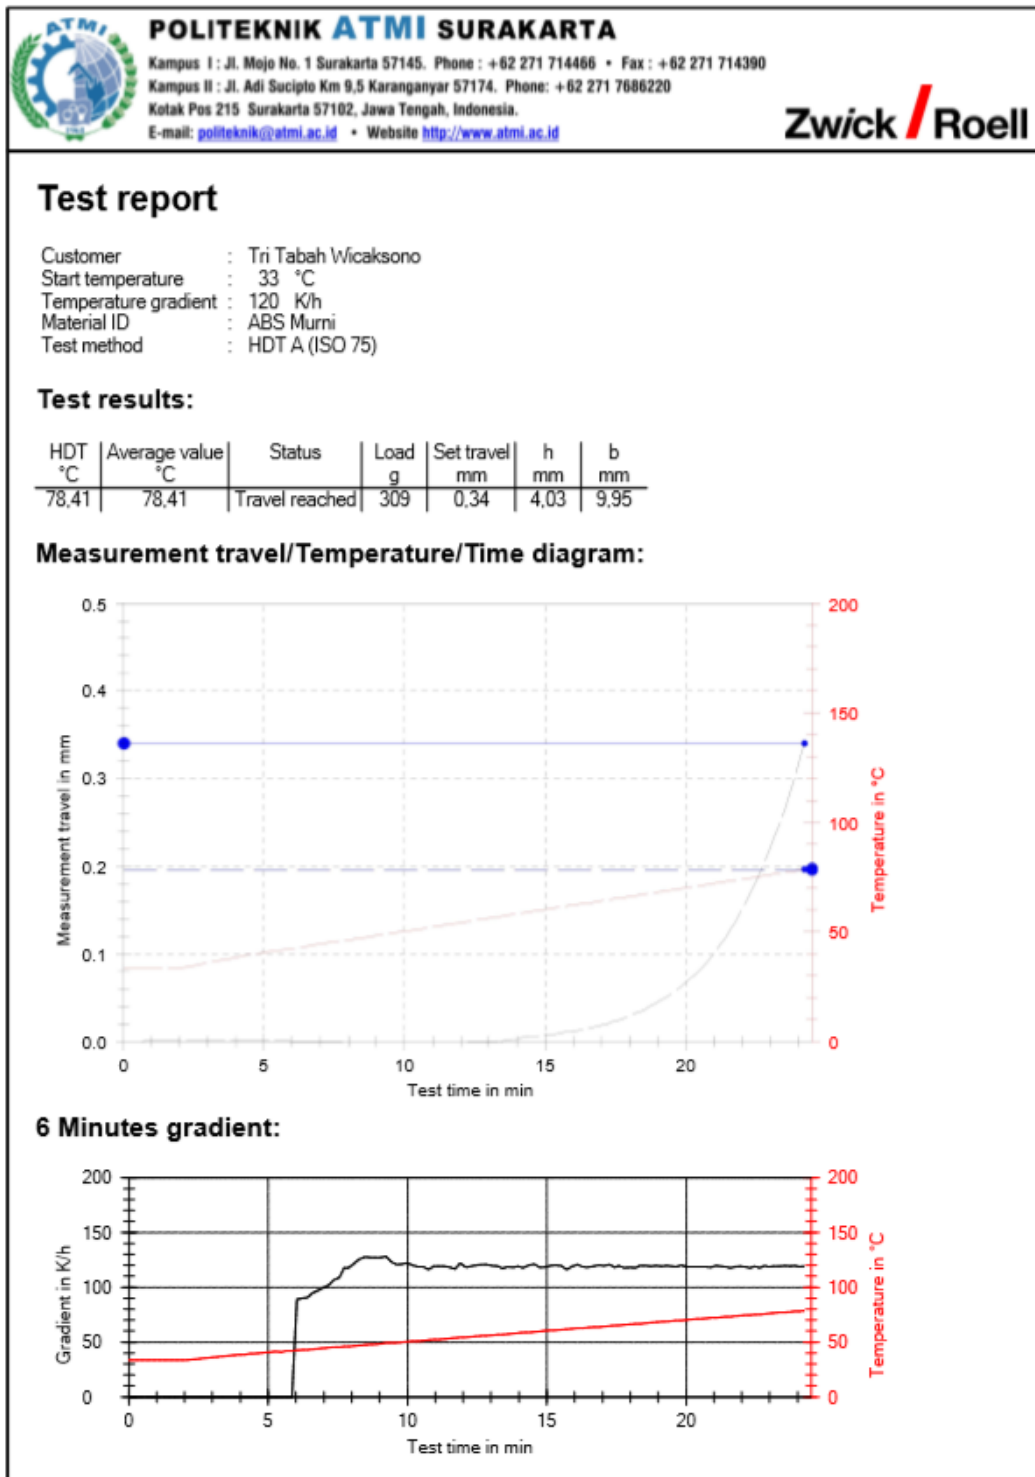 ATMI
POLITEKNIK ATMI SURAKARTA
Kampus I : Jl. Mojo No. 1 Surakarta 57145. Phone : +62 271 714466 • Fax : +62 271 714390
Kampus II : Jl. Adi Sucipto Km 9,5 Karanganyar 57174. Phone: +62 271 7686220
Kotak Pos 215 Surakarta 57102, Jawa Tengah, Indonesia.
E-mail: politeknik@atmi.ac.id • Website http://www.atmi.ac.id
Zwick / Roell
Test report
Customer : Tri Tabah Wicaksono
Start temperature : 33 °C
Temperature gradient : 120 K/h
Material ID : ABS Murni
Test method : HDT A (ISO 75)
Test results:
HDT Average value Status Load Set travel h b
°C °C g mm mm mm
78,41 78,41 Travel reached 309 0,34 4,03 9,95
Measurement travel/Temperature/Time diagram:
Measurement travel in mm
0.5
0.4
0.3
0.2
0.1
0.0
200
150
100
50
0
Temperature in °C
0 5 10 15 20
Test time in min
6 Minutes gradient:
Gradient in K/h
200
150
100
50
0
200
150
100
50
0
Temperature in °C
0 5 10 15 20
Test time in min